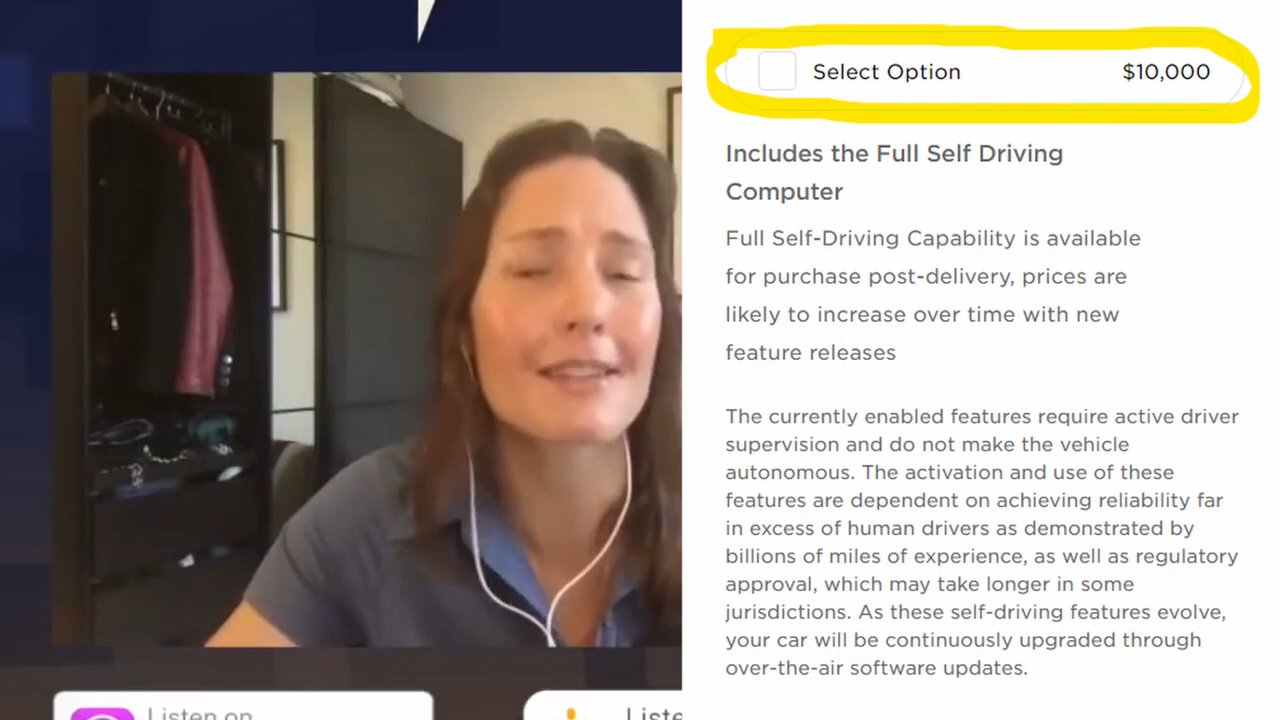 Select Option $10,000
Includes the Full Self Driving
Computer
Full Self-Driving Capability is available
for purchase post-delivery, prices are
likely to increase over time with new
feature releases
The currently enabled features require active driver
supervision and do not make the vehicle
autonomous. The activation and use of these
features are dependent on achieving reliability far
in excess of human drivers as demonstrated by
billions of miles of experience, as well as regulatory
approval, which may take longer in some
jurisdictions. As these self-driving features evolve,
your car will be continuously upgraded through
over-the-air software updates.
Listen on
Liste